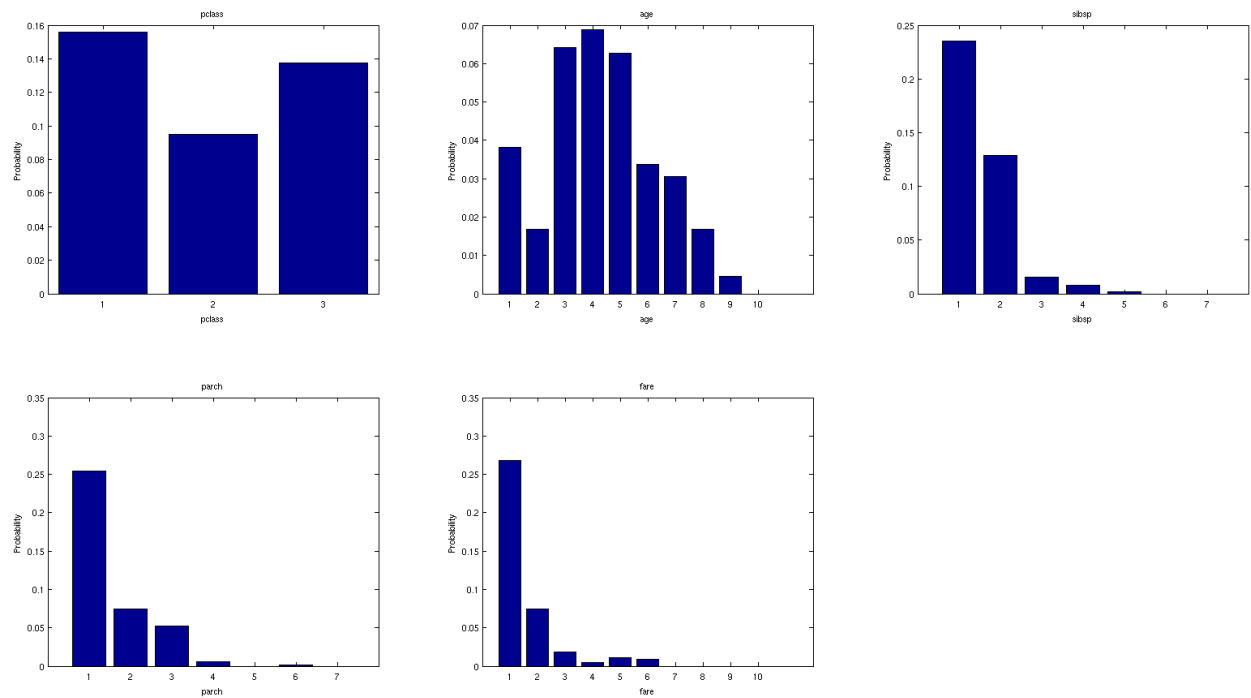 pclass
0.16
0.14
0.12
0.1
0.08
0.06
0.04
0.02
0
Probability
1 2 3
pclass
age
0.07
0.06
0.05
0.04
0.03
0.02
0.01
0
Probability
1 2 3 4 5 6 7 8 9 10
age
sibsp
0.25
0.2
0.15
0.1
0.05
0
Probability
1 2 3 4 5 6 7
sibsp
parch
0.35
0.3
0.25
0.2
0.15
0.1
0.05
0
Probability
1 2 3 4 5 6 7
parch
fare
0.35
0.3
0.25
0.2
0.15
0.1
0.05
0
Probability
1 2 3 4 5 6 7 8 9 10
fare